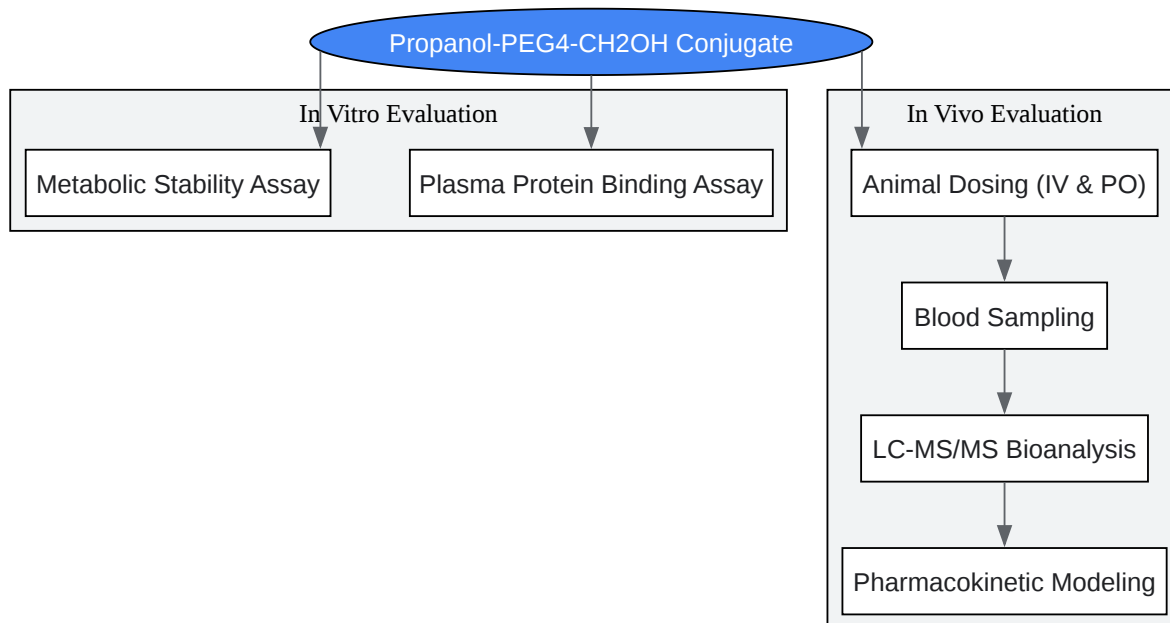 Propanol-PEG4-CH2OH Conjugate
In Vitro Evaluation
Metabolic Stability Assay
Plasma Protein Binding Assay
In Vivo Evaluation
Animal Dosing (IV & PO)
Blood Sampling
LC-MS/MS Bioanalysis
Pharmacokinetic Modeling